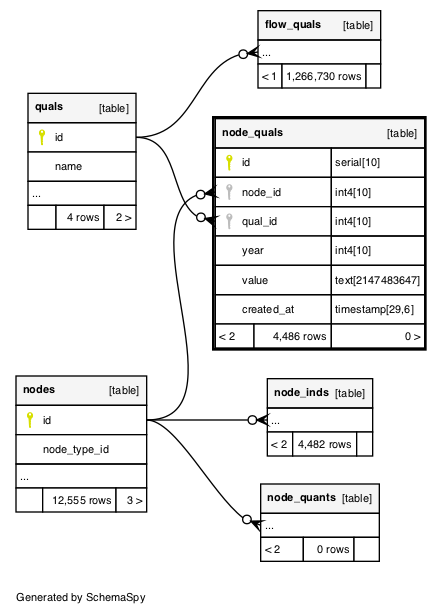 flow_quals [table]
...
< 1 1,266,730 rows
quals [table]
id
name
...
4 rows 2 >
node_quals [table]
id serial[10]
node_id int4[10]
qual_id int4[10]
year int4[10]
value text[2147483647]
created_at timestamp[29,6]
< 2 4,486 rows 0 >
nodes [table]
id
node_type_id
...
12,555 rows 3 >
node_inds [table]
...
< 2 4,482 rows
node_quants [table]
...
< 2 0 rows
Generated by SchemaSpy